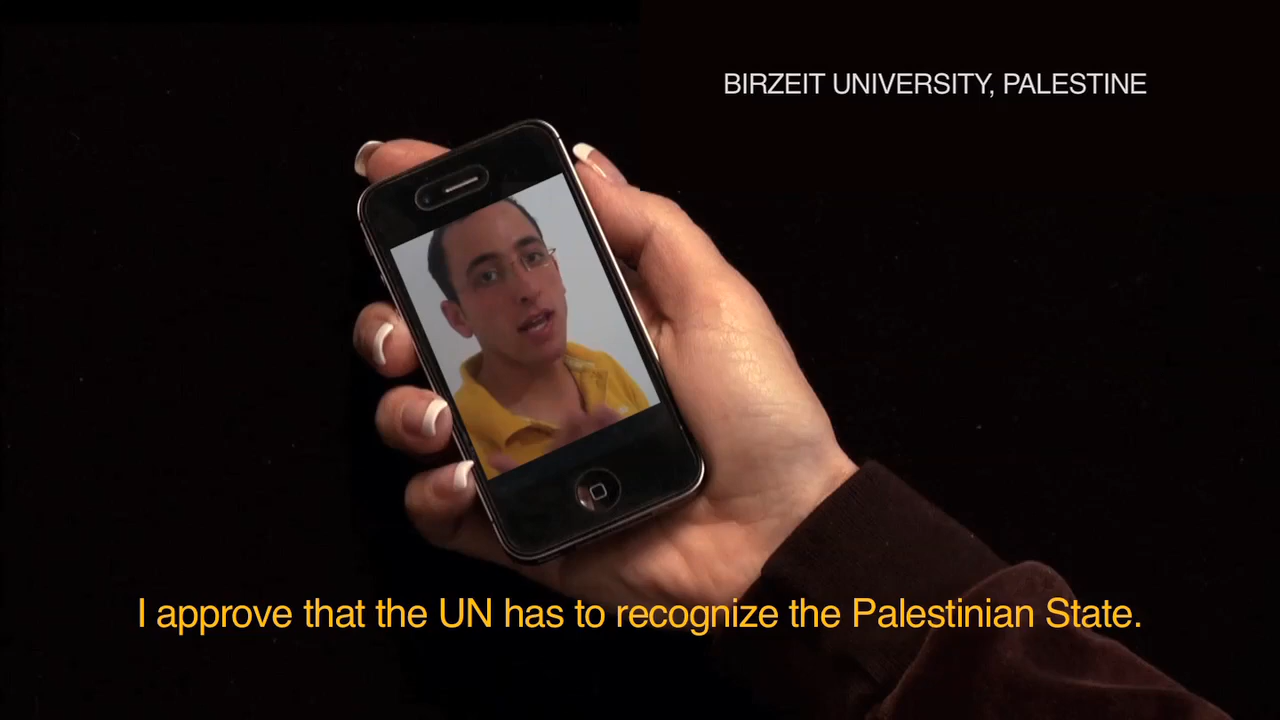 BIRZEIT UNIVERSITY, PALESTINE
I approve that the UN has to recognize the Palestinian State.